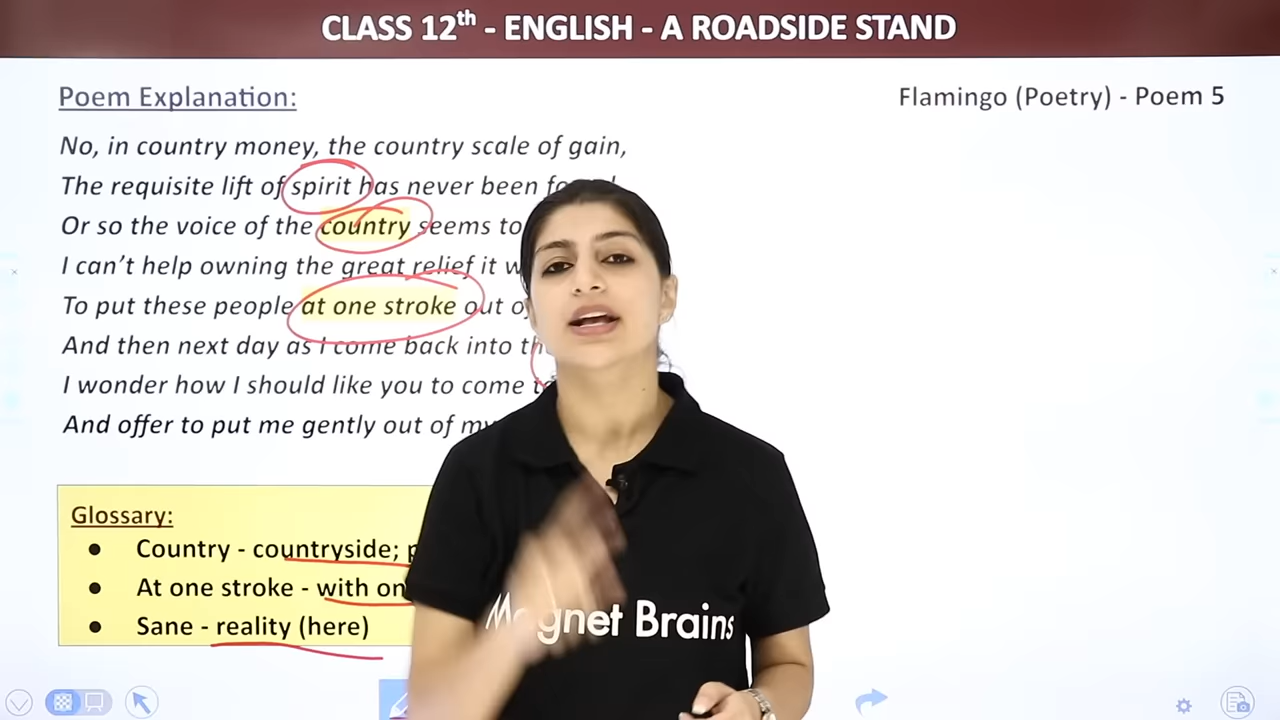 CLASS 12th - ENGLISH - A ROADSIDE STAND
Poem Explanation:
Flamingo (Poetry) - Poem 5
No, in country money, the country scale of gain,
The requisite lift of spirit has never been
Or so the voice of the country seems to
I can't help owning the great relief it
To put these people at one stroke out
And then next day as I come back into
I wonder how I should like you to come
And offer to put me gently out of
Glossary:
● Country - countryside;
● At one stroke - with
● Sane - reality (here)
Magnet Brains